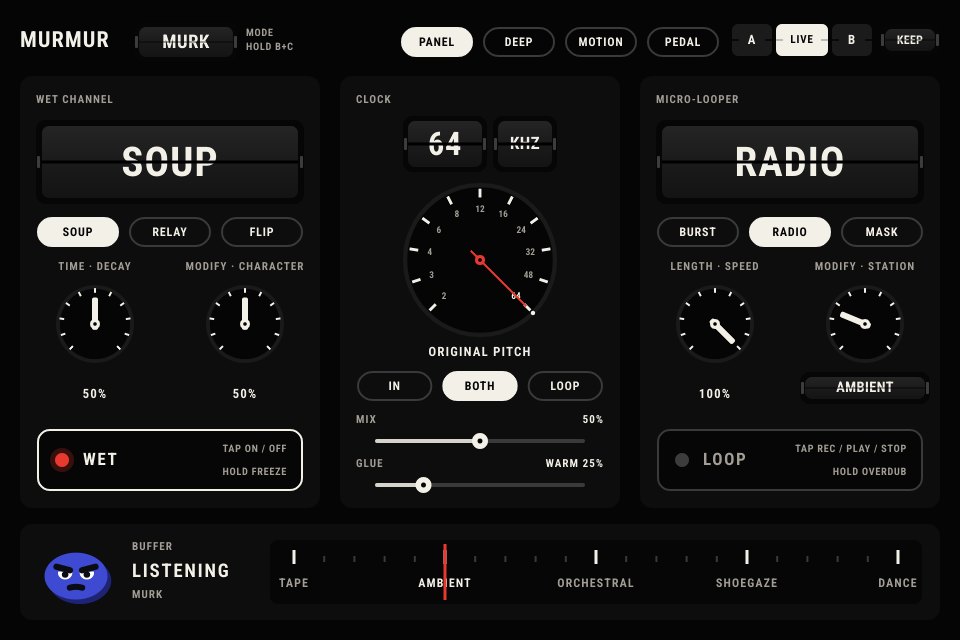 MURMUR
MURK
MODE
HOLD B+C
PANEL
DEEP
MOTION
PEDAL
A
LIVE
B
KEEP
WET CHANNEL
SOUP
SOUP
RELAY
FLIP
TIME · DECAY
MODIFY · CHARACTER
50%
50%
WET
TAP ON / OFF
HOLD FREEZE
CLOCK
64
KHZ
2
3
4
6
8
12
16
24
32
48
64
ORIGINAL PITCH
IN
BOTH
LOOP
MIX
50%
GLUE
WARM 25%
MICRO-LOOPER
RADIO
BURST
RADIO
MASK
LENGTH · SPEED
MODIFY · STATION
100%
AMBIENT
LOOP
TAP REC / PLAY / STOP
HOLD OVERDUB
BUFFER
LISTENING
MURK
TAPE
AMBIENT
ORCHESTRAL
SHOEGAZE
DANCE